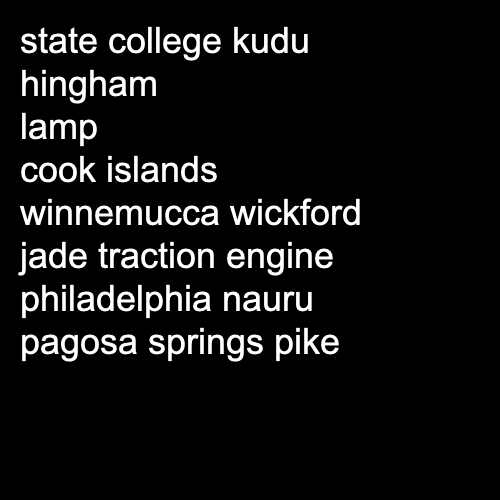 state college kudu
hingham
lamp
cook islands
winnemucca wickford
jade traction engine
philadelphia nauru
pagosa springs pike